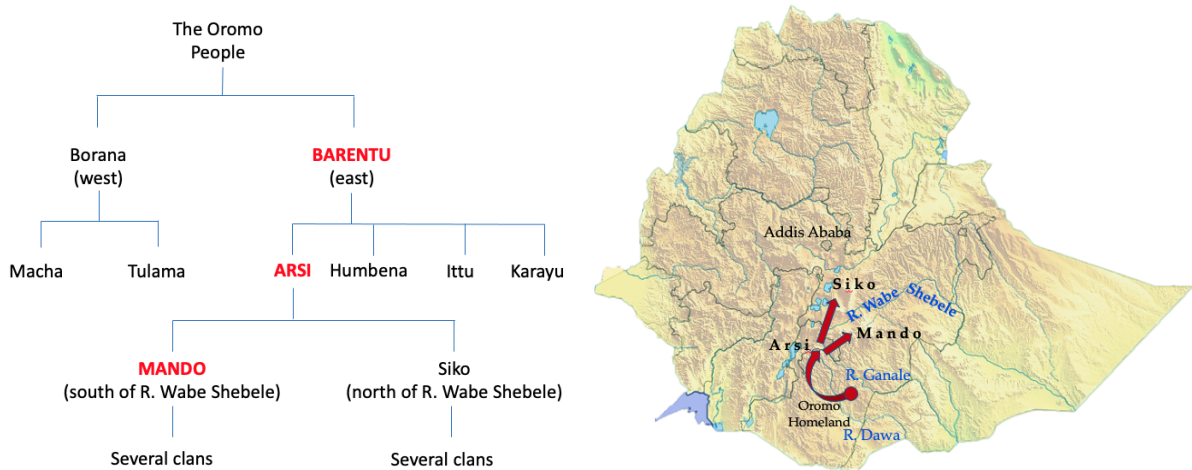 The Oromo
People
Borana
(west)
BARENTU
(east)
Macha
Tulama
ARSI
Humbena
Ittu
Karayu
MANDO
(south of R. Wabe Shebele)
Siko
(north of R. Wabe Shebele)
Several clans
Several clans
Addis Ababa
Siko
R. Wabe Shebele
Mando
Arsi
R. Ganale
Oromo
Homeland
R. Dawa